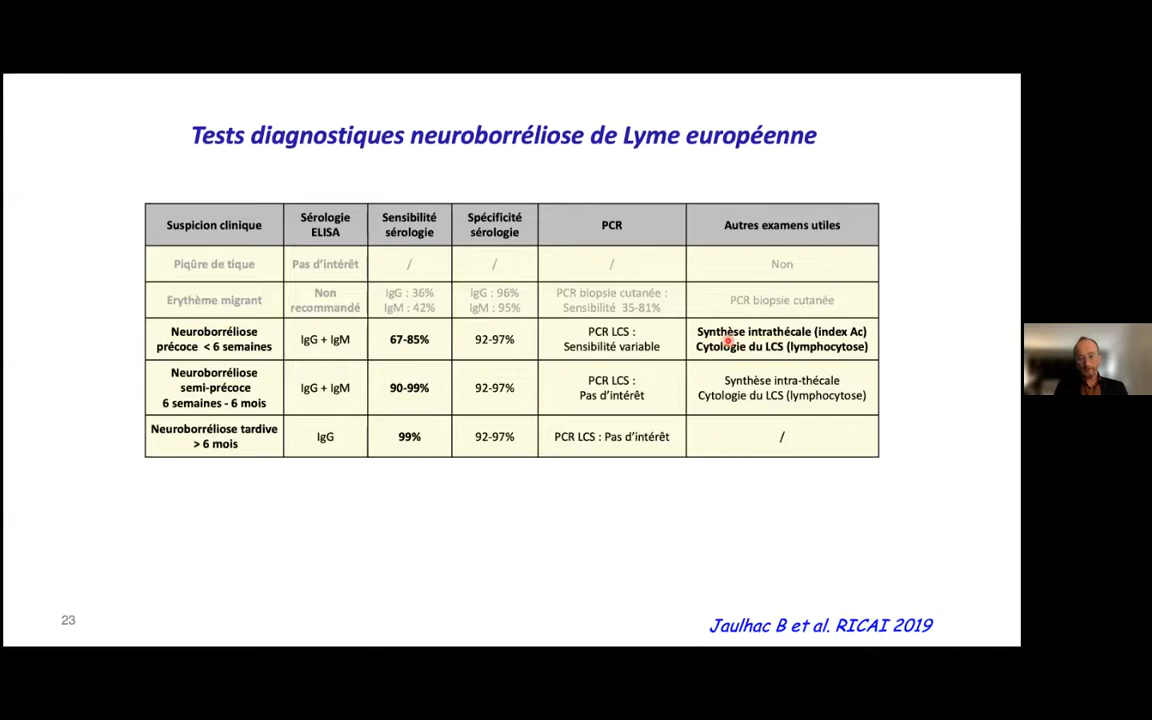 Tests diagnostiques neuroborréliose de Lyme européenne
Suspicion clinique
Sérologie
ELISA
Sensibilité
sérologie
Spécificité
sérologie
PCR
Autres examens utiles
Piqûre de tique
Pas d'intérêt
/
/
/
Non
Erythème migrant
Non
recommandé
IgG : 36%
IgM : 42%
IgG : 96%
IgM : 95%
PCR biopsie cutanée :
Sensibilité 35-81%
PCR biopsie cutanée
Neuroborréliose
précoce < 6 semaines
IgG + IgM
67-85%
92-97%
PCR LCS :
Sensibilité variable
Synthèse intrathécale (index Ac)
Cytologie du LCS (lymphocytose)
Neuroborréliose
semi-précoce
6 semaines - 6 mois
IgG + IgM
90-99%
92-97%
PCR LCS :
Pas d'intérêt
Synthèse intra-thécale
Cytologie du LCS (lymphocytose)
Neuroborréliose tardive
> 6 mois
IgG
99%
92-97%
PCR LCS : Pas d'intérêt
/
23
Jaulhac B et al. RICAI 2019